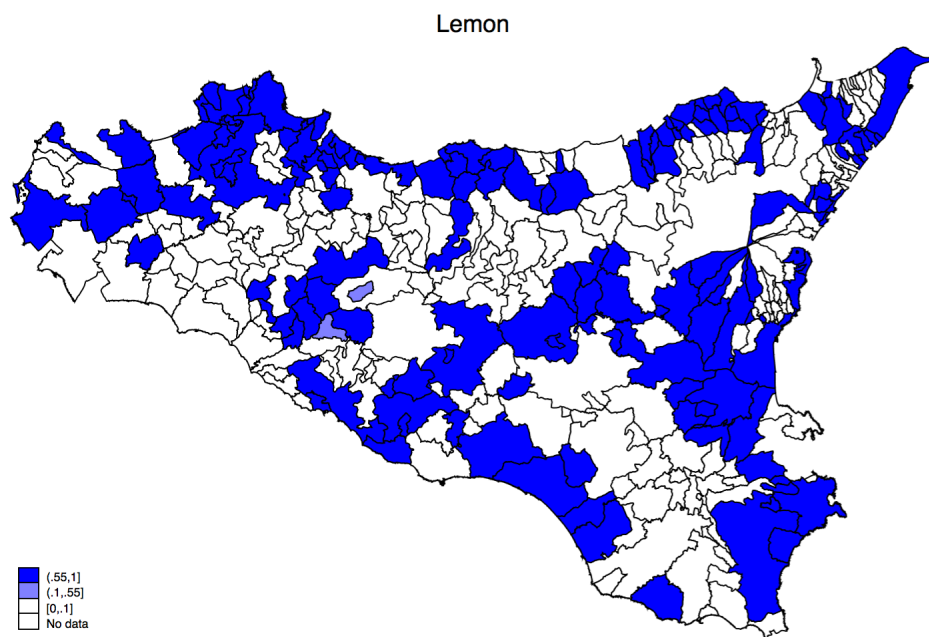 Lemon
(.55,1]
(.1,.55]
[0,.1]
No data